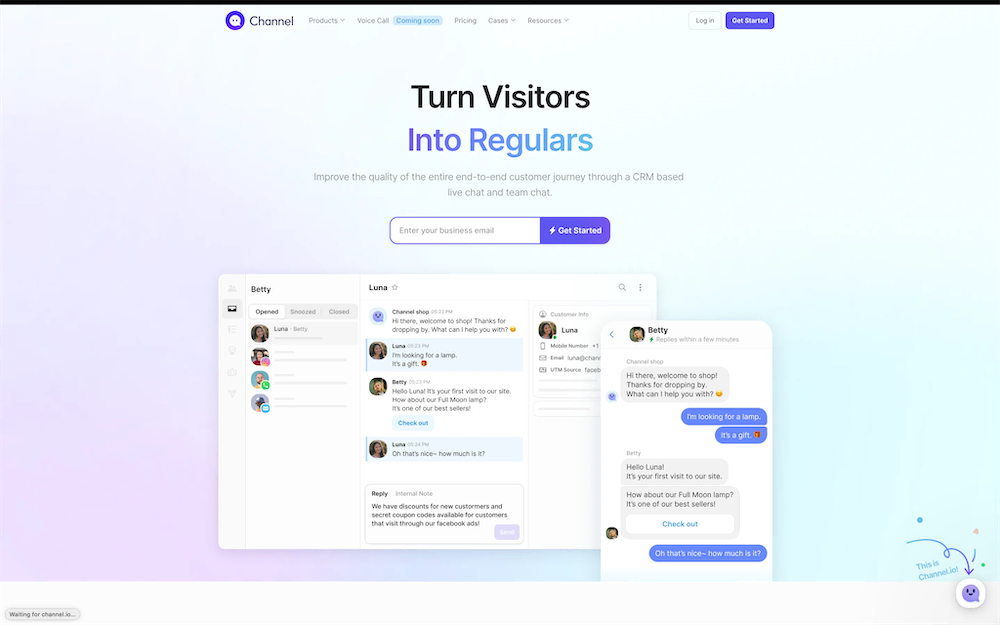 Channel
Products
Voice Call
Coming soon
Pricing
Cases
Resources
Log in
Get Started
Turn Visitors
Into Regulars
Improve the quality of the entire end-to-end customer journey through a CRM based
live chat and team chat.
Enter your business email
Get Started
Betty
Opened
Snoozed
Closed
Luna · Betty
Luna
Channel shop 05:22 PM
Hi there, welcome to shop! Thanks for
dropping by. What can I help you with? 😊
Luna 05:23 PM
I'm looking for a lamp.
It's a gift. 🎁
Betty 05:23 PM
Hello Luna! It's your first visit to our site.
How about our Full Moon lamp?
It's one of our best sellers!
Check out
Luna 05:24 PM
Oh that's nice~ how much is it?
Reply
Internal Note
We have discounts for new customers and
secret coupon codes available for customers
that visit through our facebook ads!
Send
Customer Info
Luna
Mobile Number +1
Email luna@chann
UTM Source faceb
Betty
Replies within a few minutes
Channel shop
Hi there, welcome to shop!
Thanks for dropping by.
What can I help you with? 😊
I'm looking for a lamp.
It's a gift. 🎁
Betty
Hello Luna!
It's your first visit to our site.
How about our Full Moon lamp?
It's one of our best sellers!
Check out
Oh that's nice~ how much is it?
This is
Channel.io!
Waiting for channel.io...